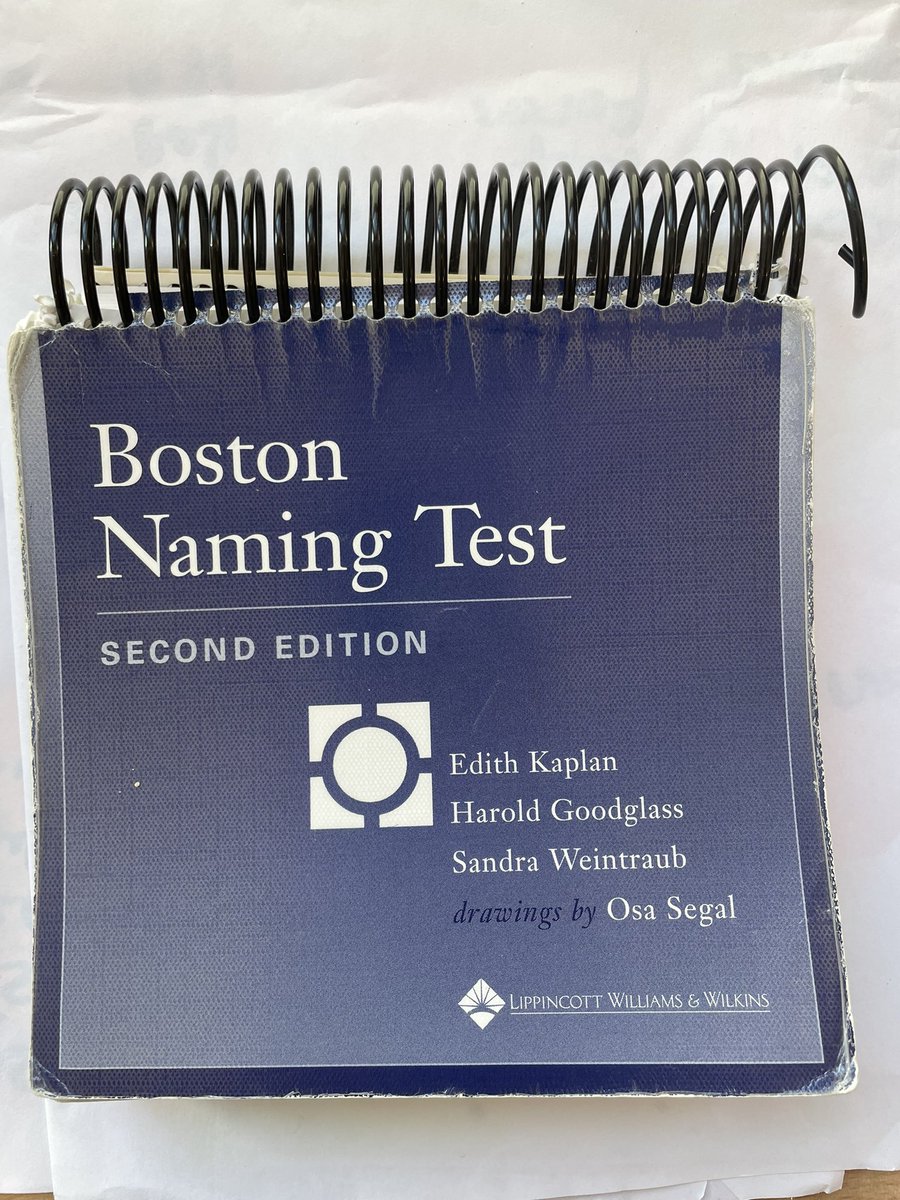 Boston
Naming Test
SECOND EDITION
Edith Kaplan
Harold Goodglass
Sandra Weintraub
drawings by Osa Segal
LIPPINCOTT WILLIAMS & WILKINS